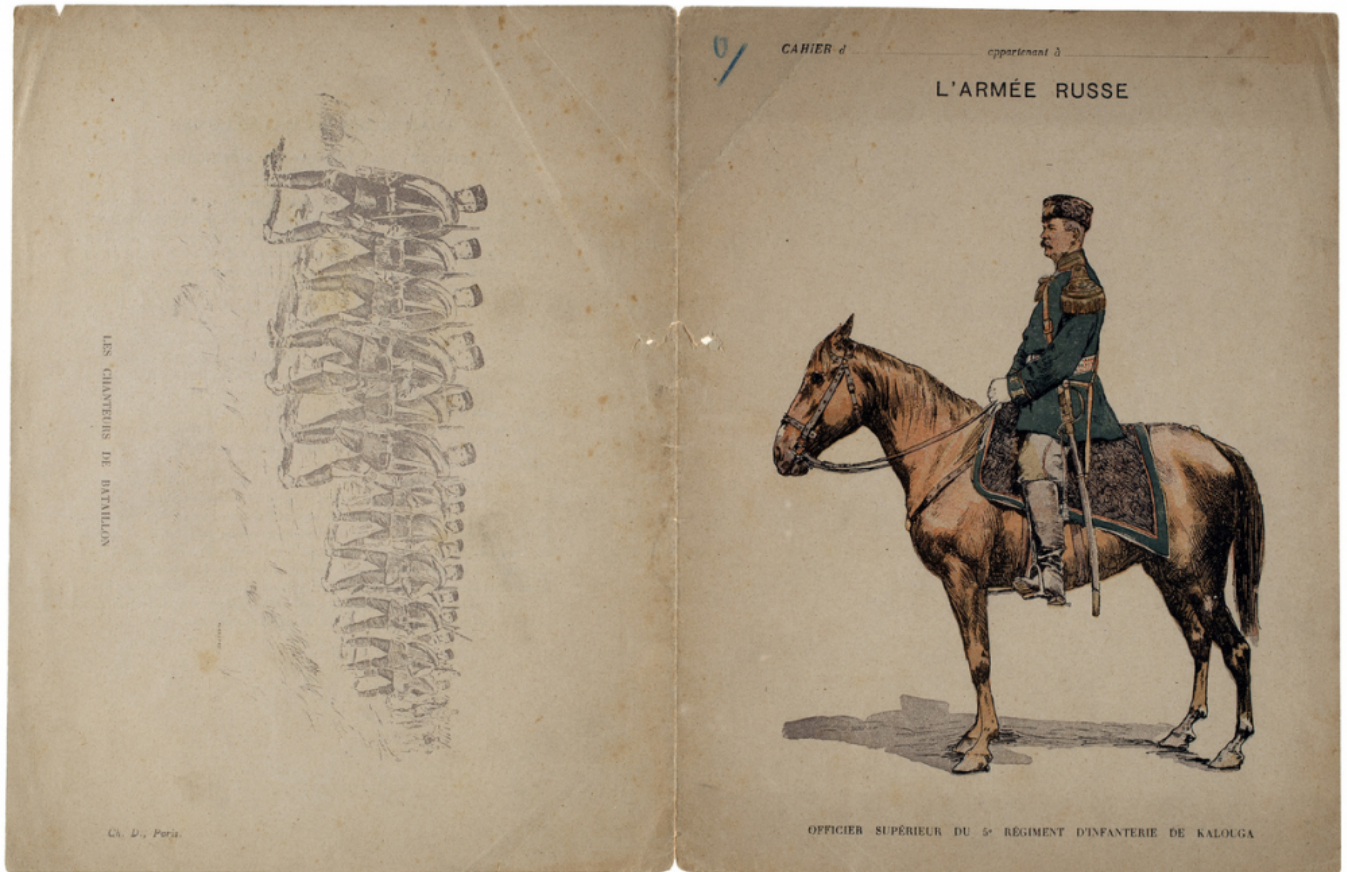 LES CHANTEURS DE BATAILLON
Ch. D., Paris.
CAHIER d appartenant à
L'ARMÉE RUSSE
OFFICIER SUPÉRIEUR DU 5e RÉGIMENT D'INFANTERIE DE KALOUGA